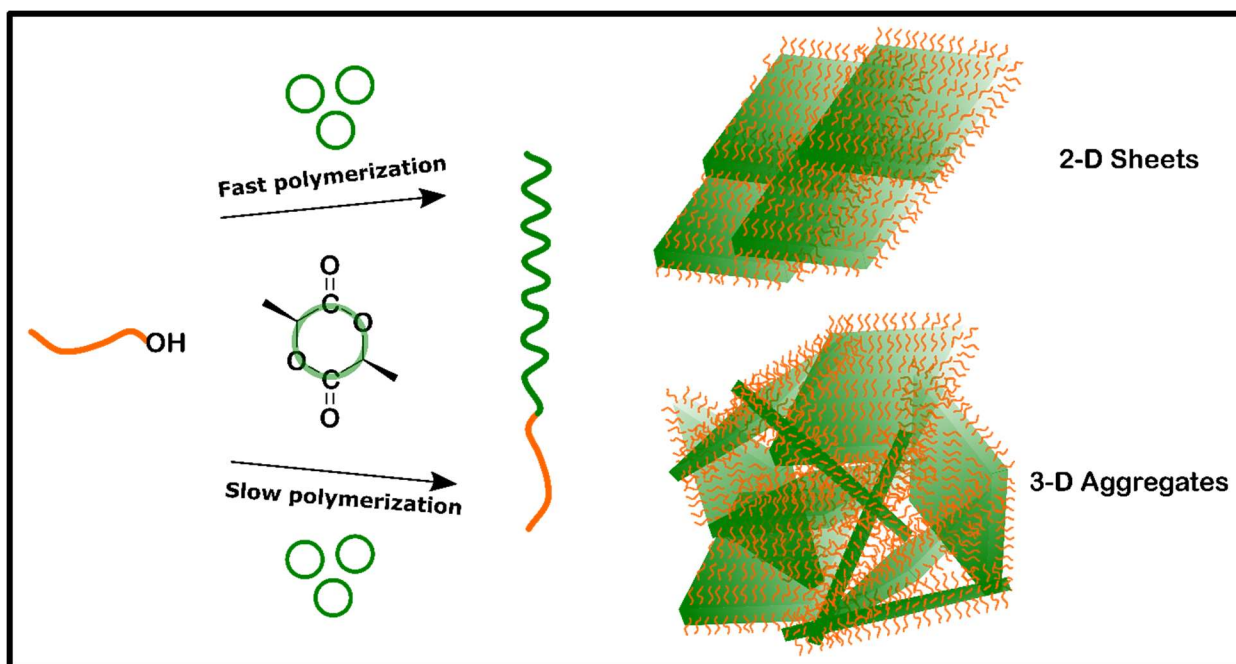 Fast polymerization
2-D Sheets
O
C
O
OH
O
C
O
3-D Aggregates
Slow polymerization